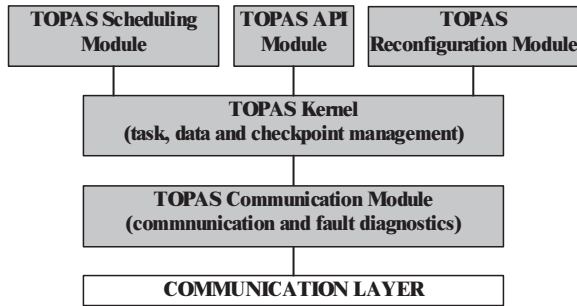 TOPAS Scheduling
Module
TOPAS API
Module
TOPAS
Reconfiguration Module
TOPAS Kernel
(task, data and checkpoint management)
TOPAS Communication Module
(commnunication and fault diagnostics)
COMMUNICATION LAYER